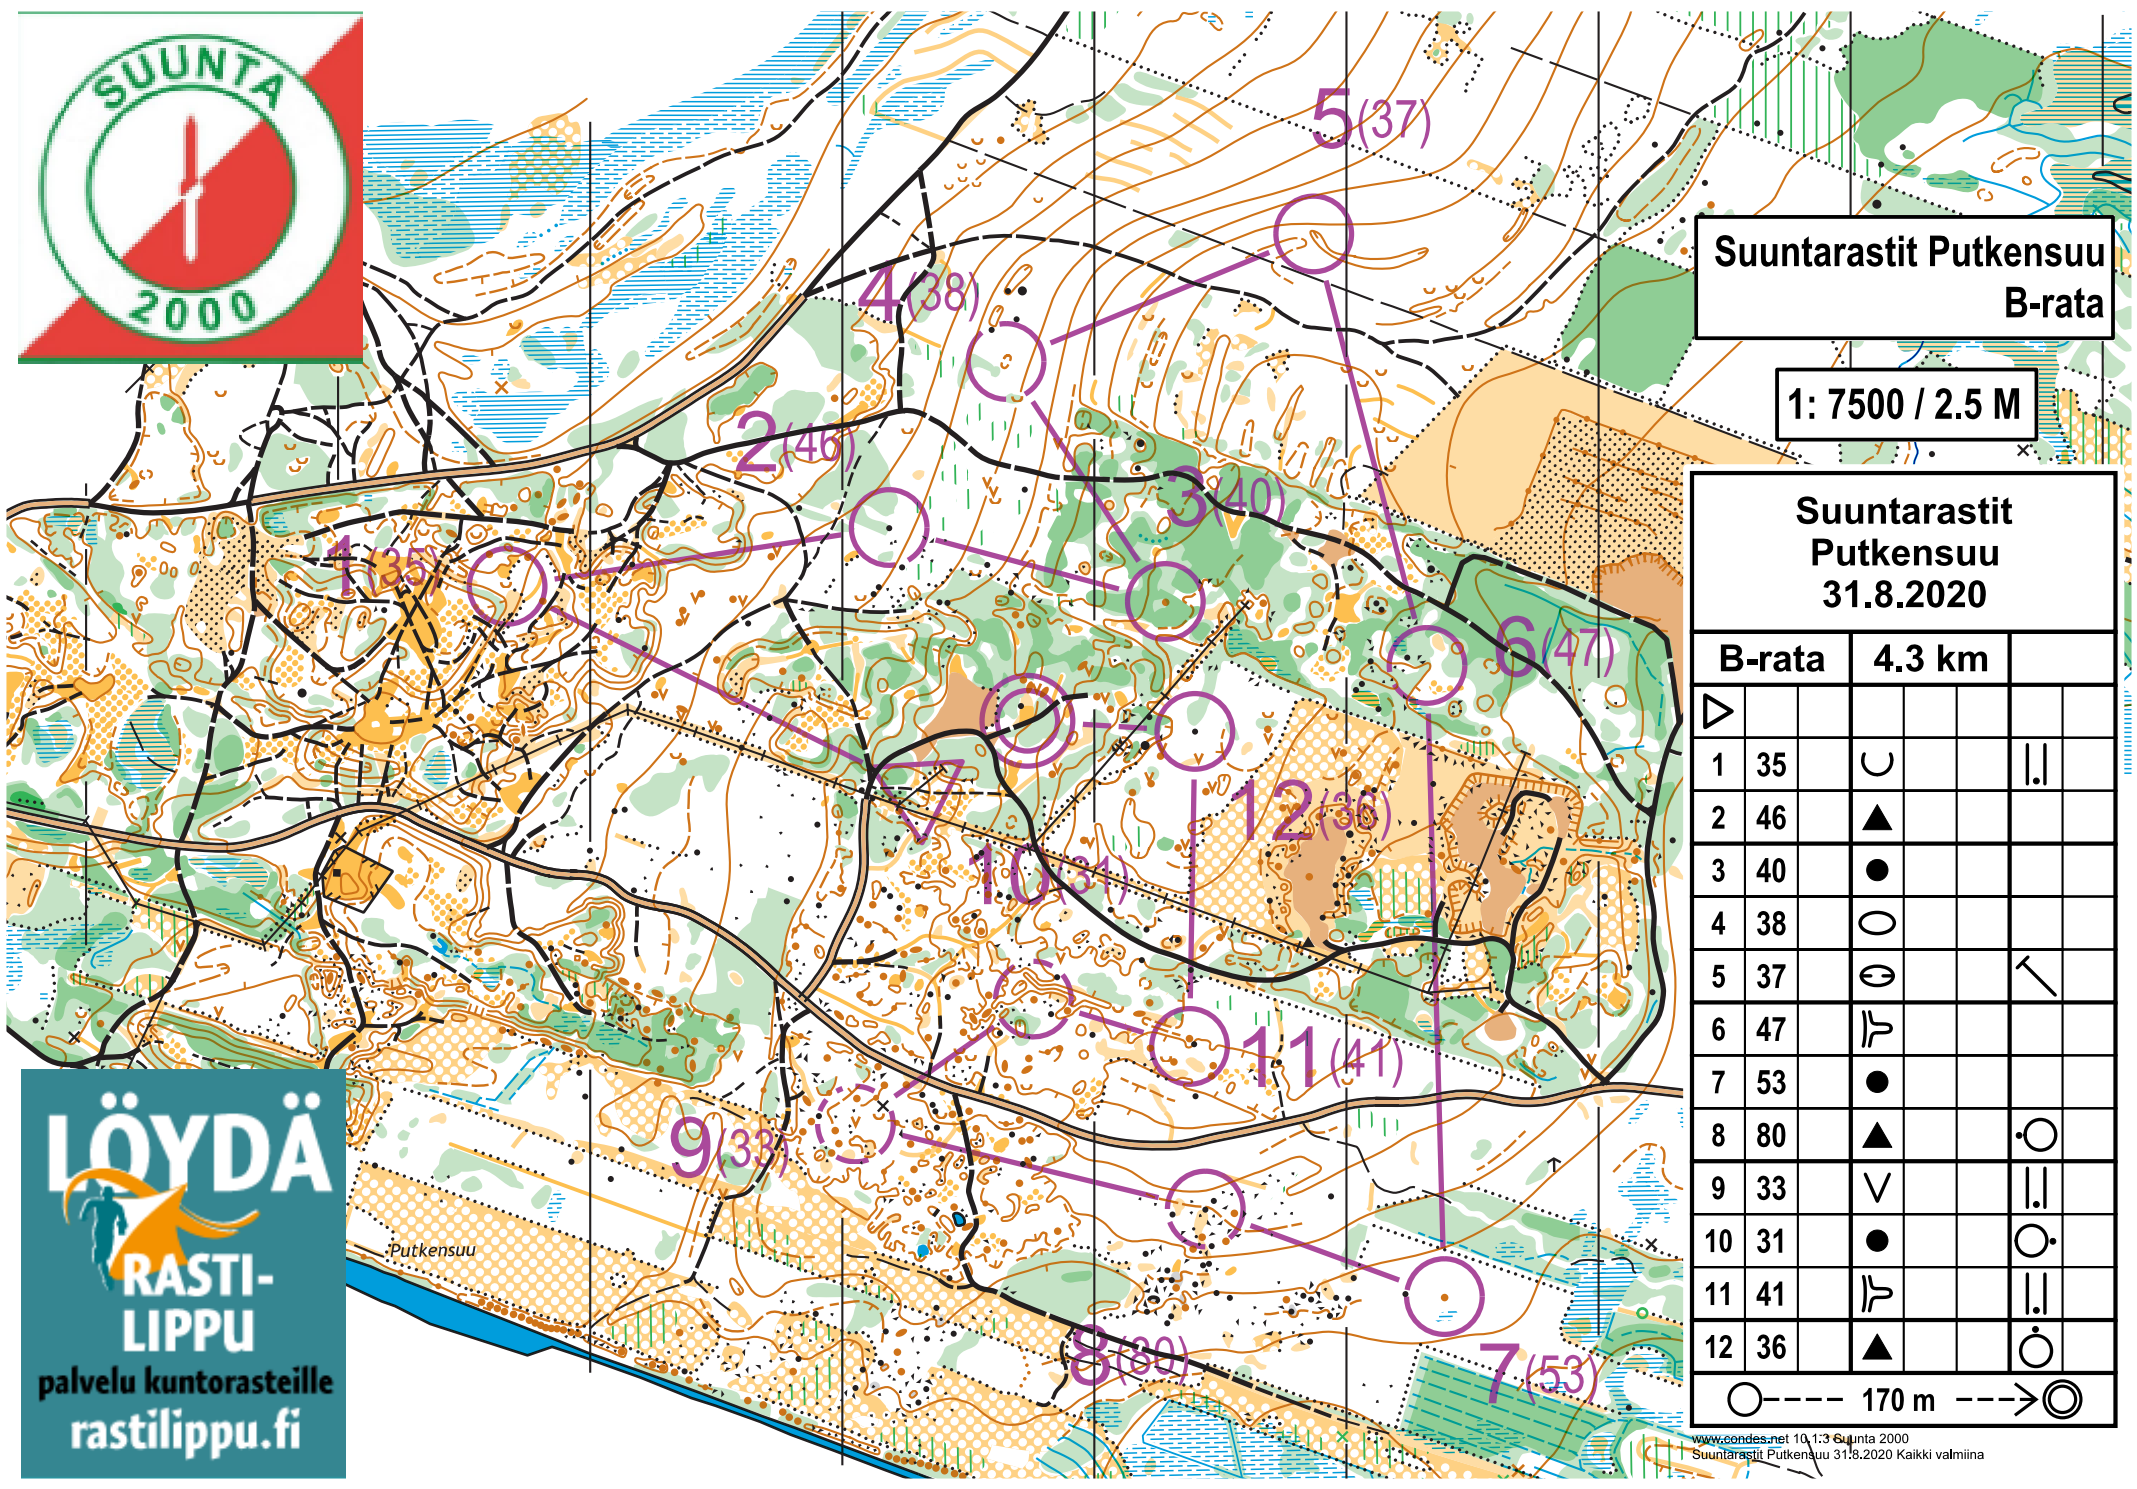 SUUNTA
2000
5(37)
4(38)
2(46)
3(40)
1(35)
6(47)
12(36)
10(31)
11(41)
9(33)
8(80)
7(53)
Putkensuu
Suuntarastit Putkensuu
B-rata
1: 7500 / 2.5 M
Suuntarastit
Putkensuu
31.8.2020
B-rata 4.3 km
1 35
2 46
3 40
4 38
5 37
6 47
7 53
8 80
9 33
10 31
11 41
12 36
170 m
www.condes.net 10.1.3 Suunta 2000
Suuntarastit Putkensuu 31.8.2020 Kaikki valmiina
LÖYDÄ
RASTI-
LIPPU
palvelu kuntorasteille
rastilippu.fi